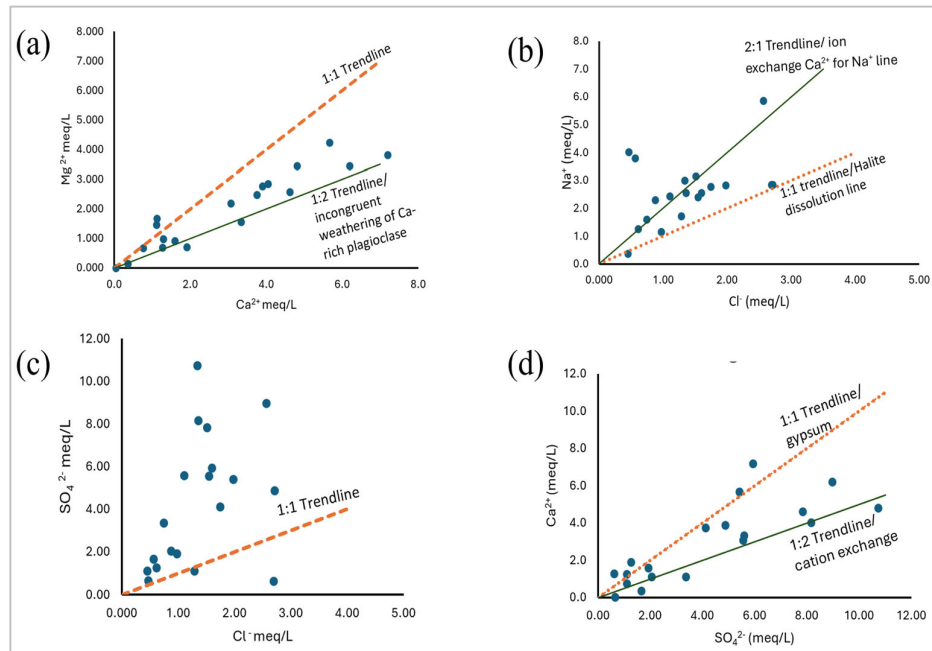 (a)
8.000
7.000
6.000
5.000
4.000
3.000
2.000
1.000
0.000
Mg²⁺ meq/L
0.0 2.0 4.0 6.0 8.0
Ca²⁺ meq/L
1:1 Trendline
1:2 Trendline/
incongruent
weathering of Ca-
rich plagioclase
(b)
8.0
7.0
6.0
5.0
4.0
3.0
2.0
1.0
0.0
Na⁺ (meq/L)
0.000 1.00 2.00 3.00 4.00 5.00
Cl⁻ (meq/L)
2:1 Trendline/ ion
exchange Ca²⁺ for Na⁺ line
1:1 trendline/Halite
dissolution line
(c)
12.00
10.00
8.00
6.00
4.00
2.00
0.00
SO₄ ²⁻ meq/L
0.000 1.00 2.00 3.00 4.00 5.00
Cl⁻ meq/L
1:1 Trendline
(d)
12.0
10.0
8.0
6.0
4.0
2.0
0.0
Ca²⁺ (meq/L)
0.00 2.00 4.00 6.00 8.00 10.00 12.00
SO₄²⁻ (meq/L)
1:1 Trendline/
gypsum
1:2 Trendline/
cation exchange